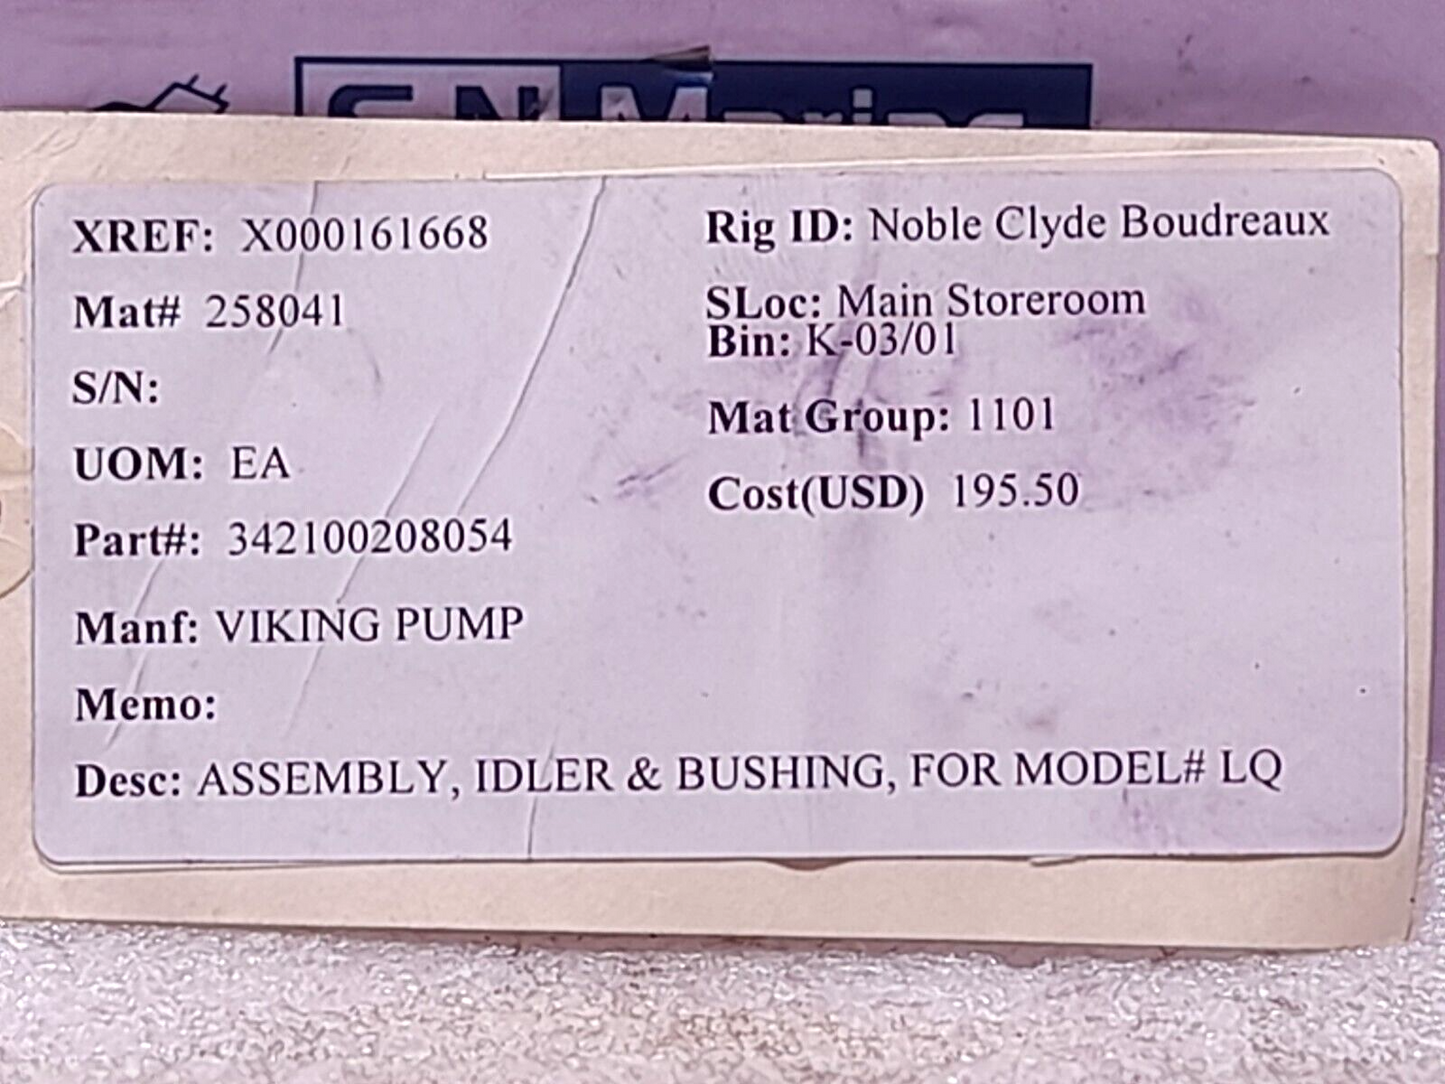 XREF: X000161668
Mat# 258041
S/N:
UOM: EA
Part#: 342100208054
Manf: VIKING PUMP
Memo:
Desc: ASSEMBLY, IDLER & BUSHING, FOR MODEL# LQ
Rig ID: Noble Clyde Boudreaux
SLoc: Main Storeroom
Bin: K-03/01
Mat Group: 1101
Cost(USD) 195.50